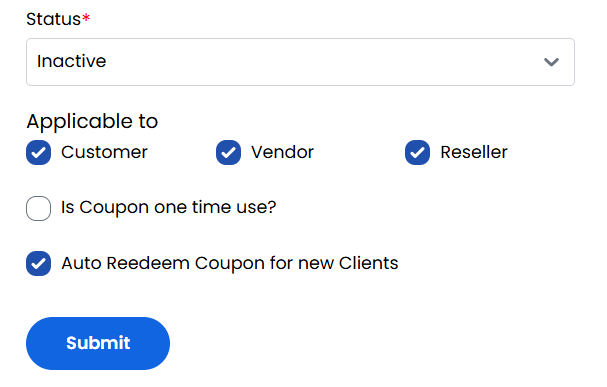 Status*
Inactive
Applicable to
Customer Vendor Reseller
Is Coupon one time use?
Auto Reedeem Coupon for new Clients
Submit